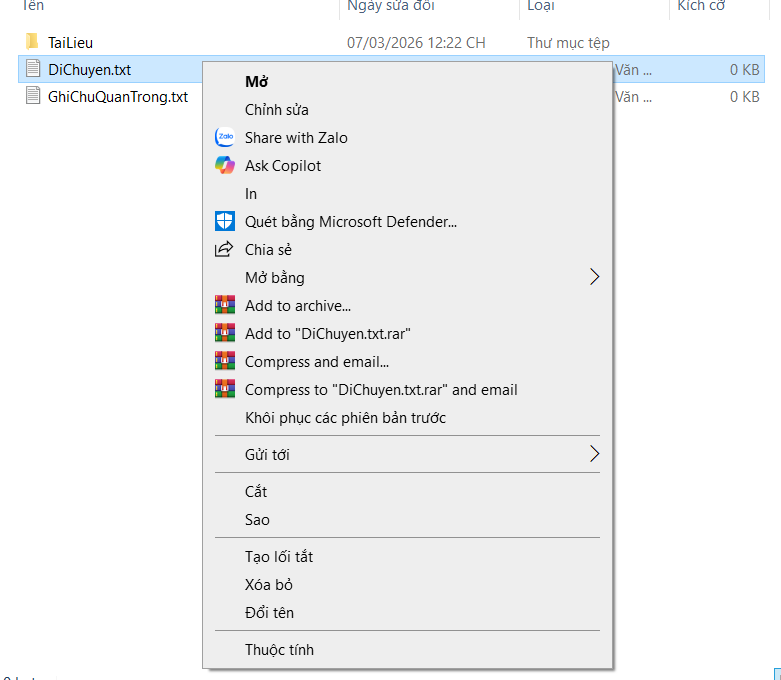 Tên Ngày sửa đổi Loại Kích cỡ
TaiLieu 07/03/2026 12:22 CH Thư mục tệp
DiChuyen.txt Văn ... 0 KB
GhiChuQuanTrong.txt Văn ... 0 KB
Mở
Chỉnh sửa
Zalo Share with Zalo
Ask Copilot
In
Quét bằng Microsoft Defender...
Chia sẻ
Mở bằng
Add to archive...
Add to "DiChuyen.txt.rar"
Compress and email...
Compress to "DiChuyen.txt.rar" and email
Khôi phục các phiên bản trước
Gửi tới
Cắt
Sao
Tạo lối tắt
Xóa bỏ
Đổi tên
Thuộc tính